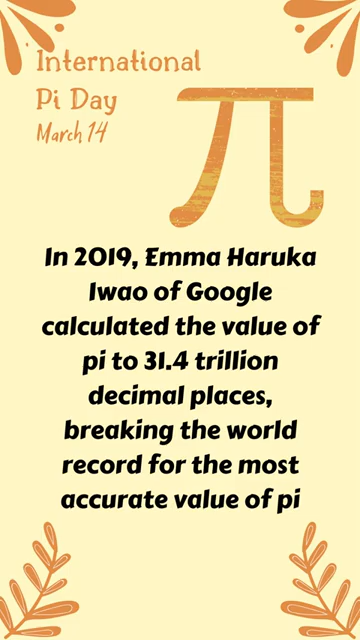 International
Pi Day
March 14
π
In 2019, Emma Haruka
Iwao of Google
calculated the value of
pi to 31.4 trillion
decimal places,
breaking the world
record for the most
accurate value of pi